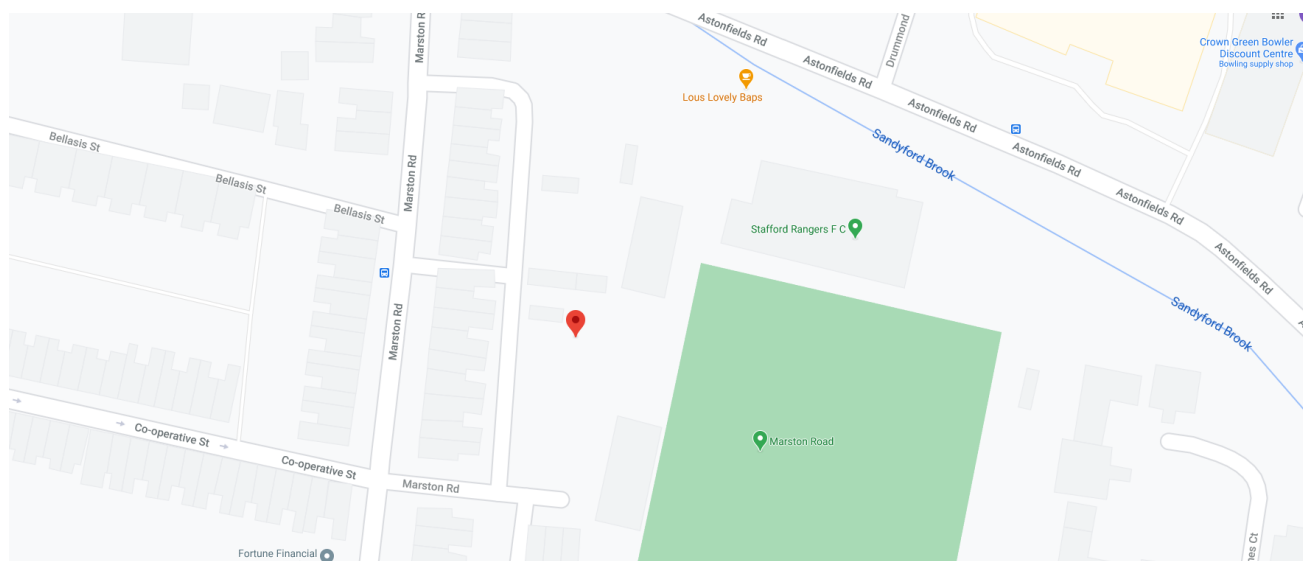 Marston R
Astonfields Rd
Drummond
Crown Green Bowler
Discount Centre
Bowling supply shop
Astonfields Rd
Lous Lovely Baps
Astonfields Rd
Sandyford Brook
Astonfields Rd
Bellasis St
Marston Rd
Bellasis St
Bellasis St
Astonfields Rd
Stafford Rangers F C
Astonfields Rd
Marston Rd
Sandyford Brook
Co-operative St
Marston Road
Co-operative St
Marston Rd
Fortune Financial
nes Ct